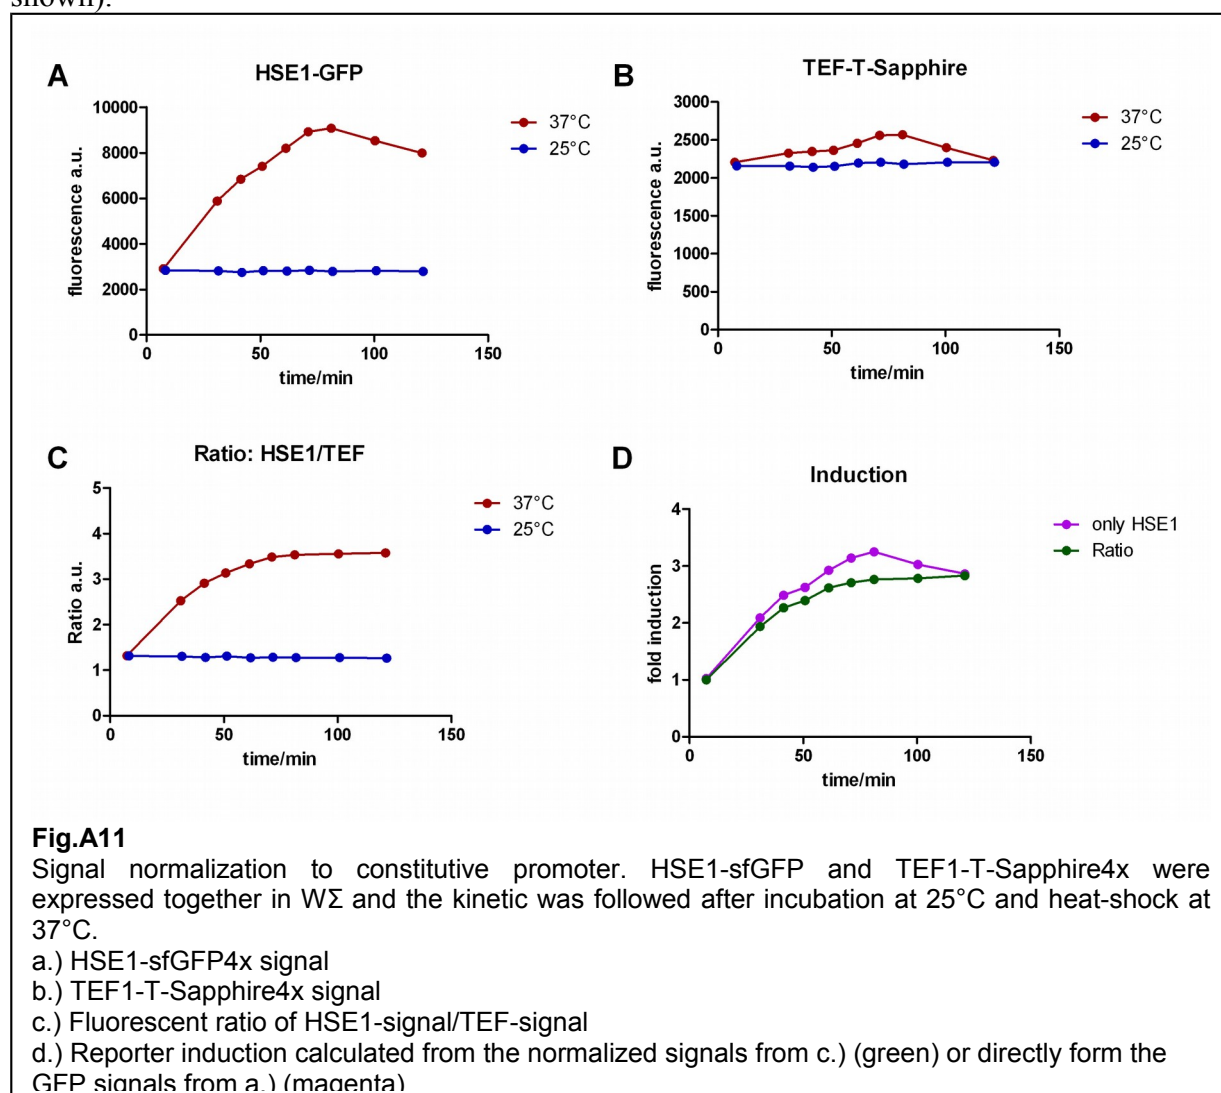 shown).
A
HSE1-GFP
10000
8000
6000
4000
2000
0
fluorescence a.u.
0
50
100
150
time/min
37°C
25°C
B
TEF-T-Sapphire
3000
2500
2000
1500
1000
500
0
fluorescence a.u.
0
50
100
150
time/min
37°C
25°C
C
Ratio: HSE1/TEF
5
4
3
2
1
0
Ratio a.u.
0
50
100
150
time/min
37°C
25°C
D
Induction
4
3
2
1
0
fold induction
0
50
100
150
time/min
only HSE1
Ratio
Fig.A11
Signal normalization to constitutive promoter. HSE1-sfGFP and TEF1-T-Sapphire4x were
expressed together in WΣ and the kinetic was followed after incubation at 25°C and heat-shock at
37°C.
a.) HSE1-sfGFP4x signal
b.) TEF1-T-Sapphire4x signal
c.) Fluorescent ratio of HSE1-signal/TEF-signal
d.) Reporter induction calculated from the normalized signals from c.) (green) or directly form the
GFP signals from a.) (magenta)